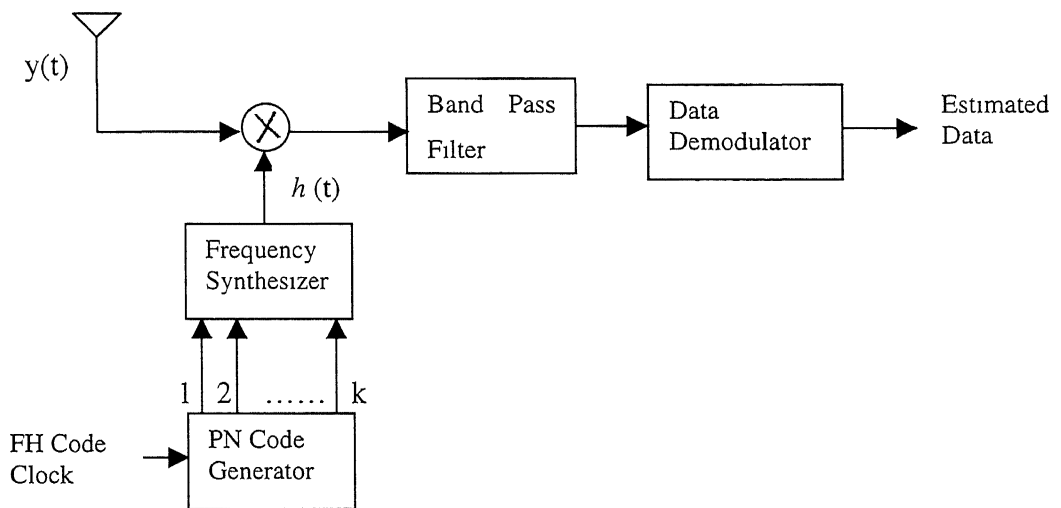 y(t)
Band Pass
Filter
Data
Demodulator
Estimated
Data
h (t)
Frequency
Synthesizer
1 2 ...... k
FH Code
Clock
PN Code
Generator